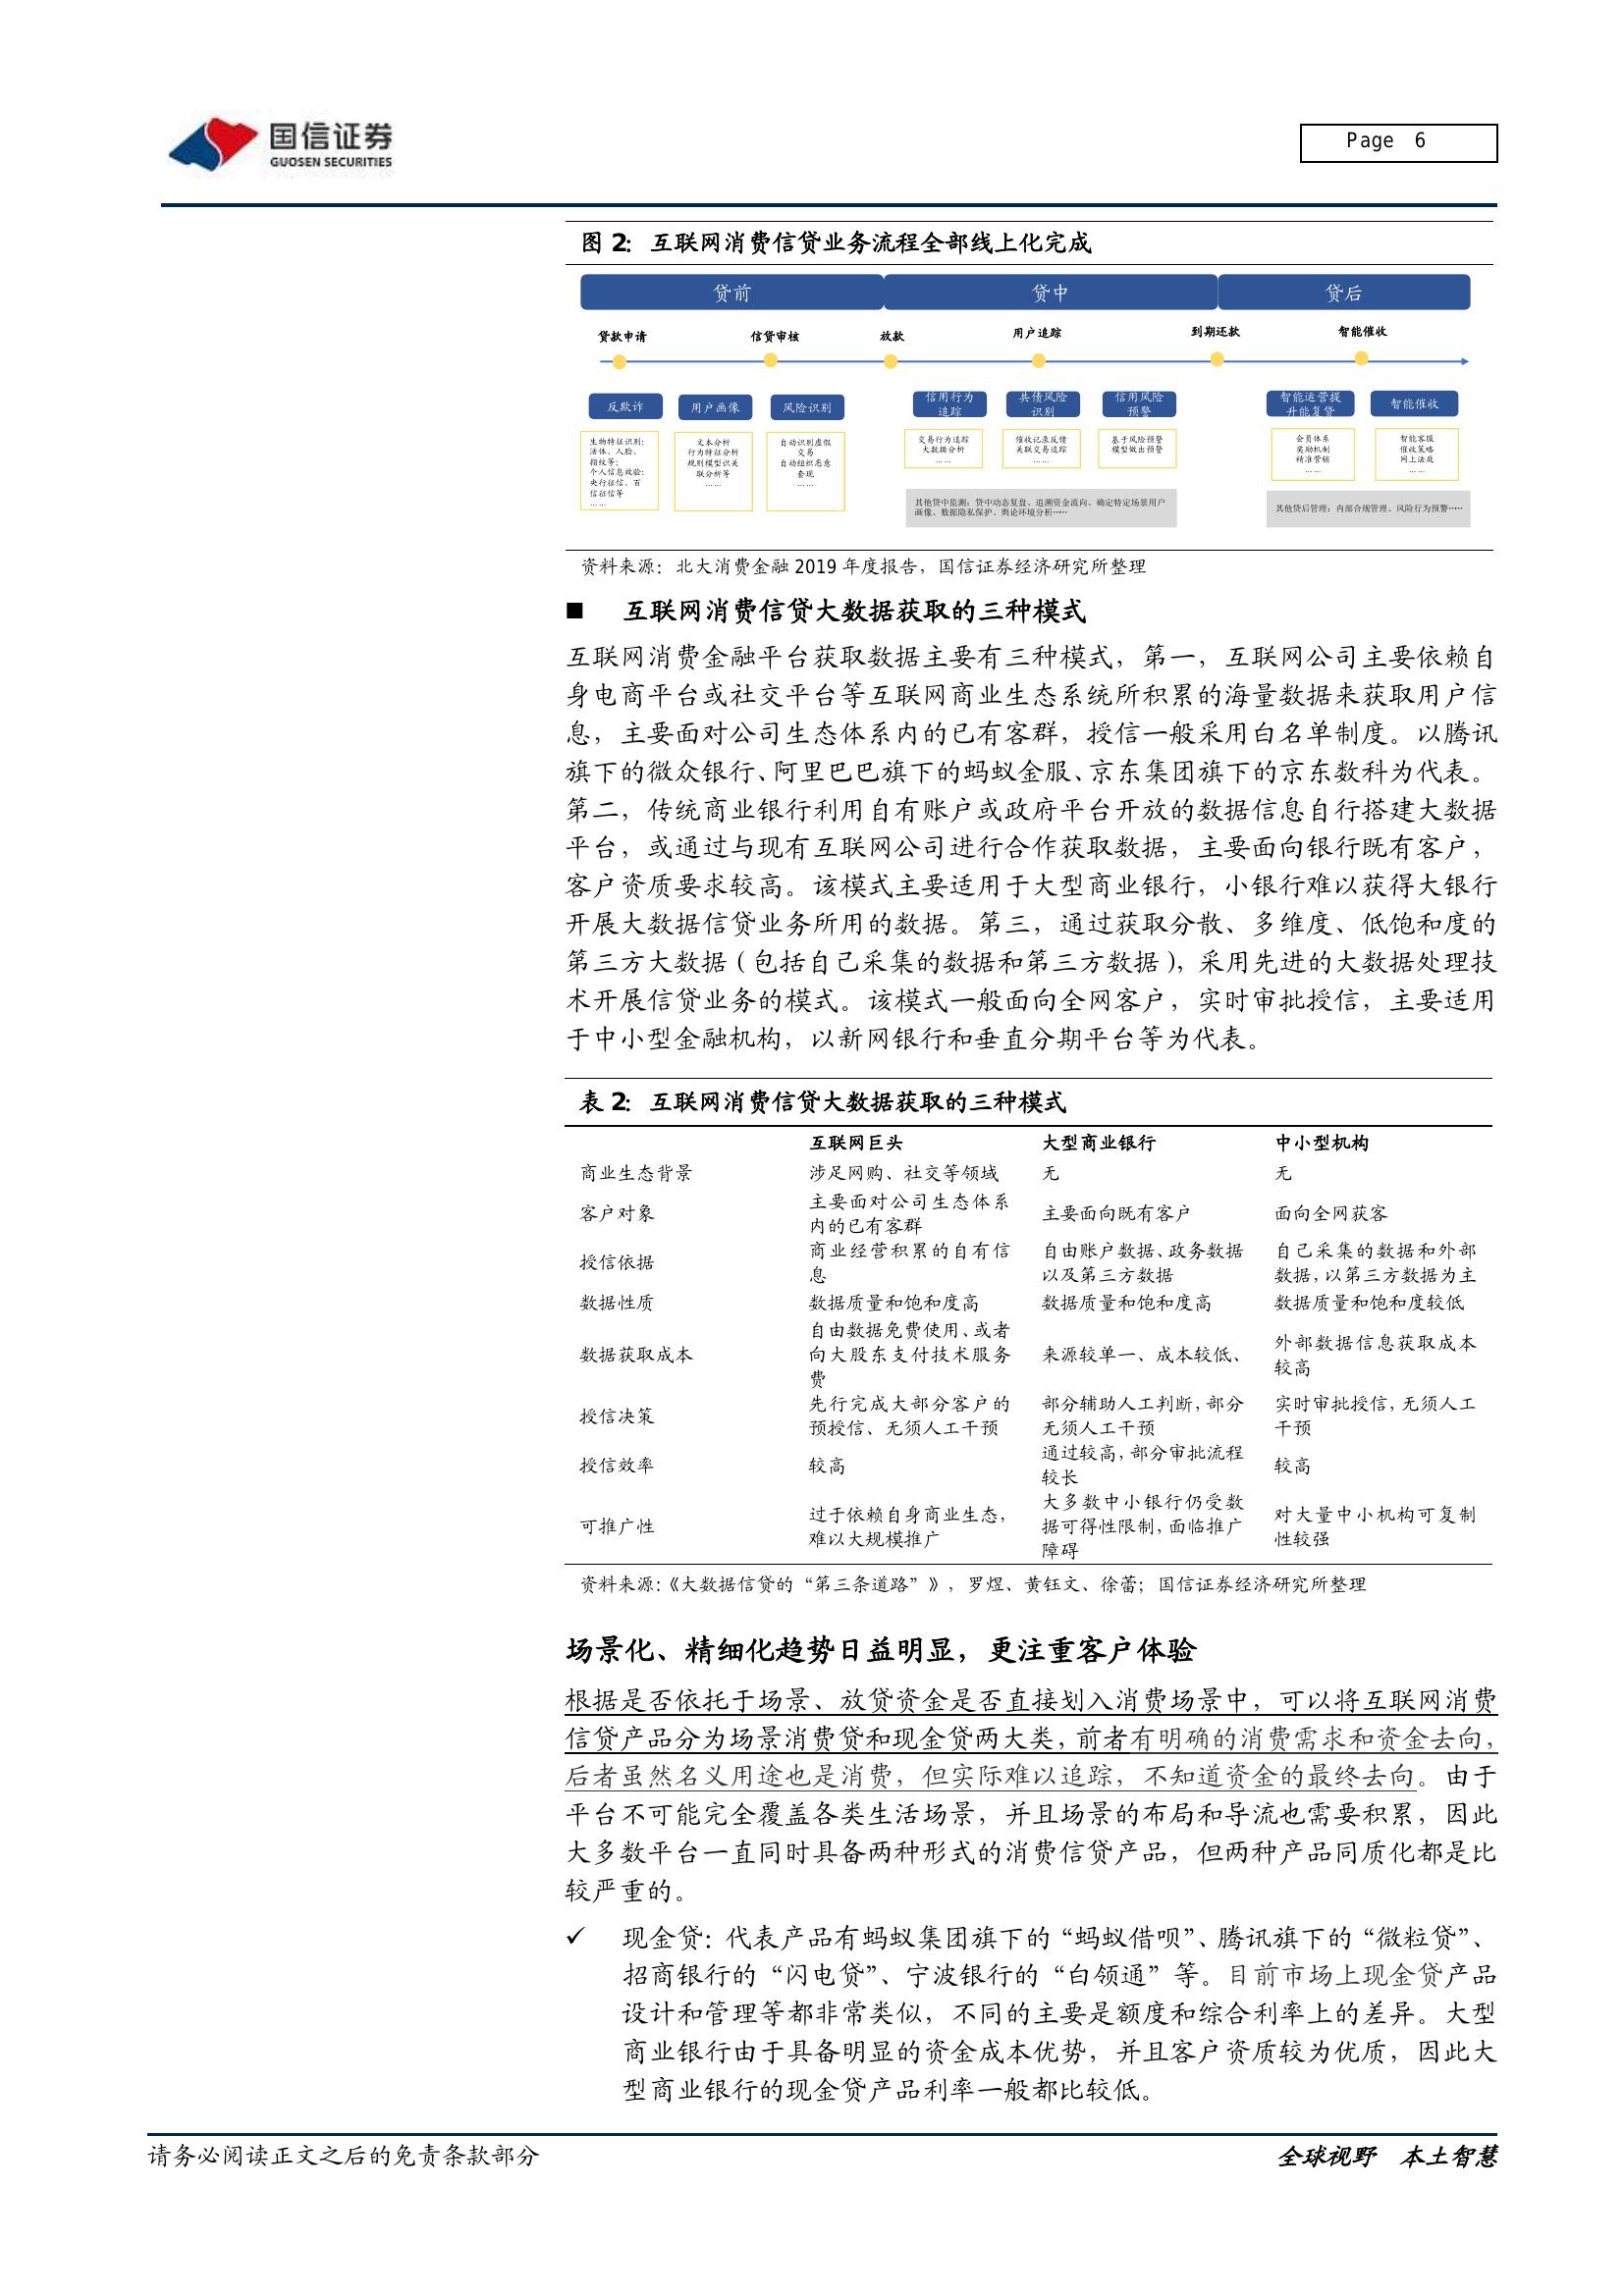 国信证券
GUOSEN SECURITIES
Page 6
图 2：互联网消费信贷业务流程全部线上化完成
贷前
贷中
贷后
贷款申请
信贷审核
放款
用户追踪
到期还款
智能催收
反欺诈
用户画像
风险识别
信用行为
追踪
共债风险
识别
信用风险
预警
智能运营提
升能复贷
智能催收
生物特征识别：
活体、人脸、
指纹等；
个人信息效验：
央行征信、百
信征信等
……
文本分析
行为特征分析
规则模型识关
联分析等
……
自动识别虚假
交易
自动组织恶意
套现
……
交易行为追踪
大数据分析
……
催收记录反馈
关联交易追踪
……
基于风险预警
模型做出预警
会员体系
奖励机制
精准营销
……
智能客服
催收策略
网上法庭
……
其他贷中监测：贷中动态复盘、追溯资金流向、确定特定场景用户
画像、数据隐私保护、舆论环境分析……
其他贷后管理：内部合规管理、风险行为预警……
资料来源：北大消费金融 2019 年度报告，国信证券经济研究所整理
■ 互联网消费信贷大数据获取的三种模式
互联网消费金融平台获取数据主要有三种模式，第一，互联网公司主要依赖自
身电商平台或社交平台等互联网商业生态系统所积累的海量数据来获取用户信
息，主要面对公司生态体系内的已有客群，授信一般采用白名单制度。以腾讯
旗下的微众银行、阿里巴巴旗下的蚂蚁金服、京东集团旗下的京东数科为代表。
第二，传统商业银行利用自有账户或政府平台开放的数据信息自行搭建大数据
平台，或通过与现有互联网公司进行合作获取数据，主要面向银行既有客户，
客户资质要求较高。该模式主要适用于大型商业银行，小银行难以获得大银行
开展大数据信贷业务所用的数据。第三，通过获取分散、多维度、低饱和度的
第三方大数据（包括自己采集的数据和第三方数据），采用先进的大数据处理技
术开展信贷业务的模式。该模式一般面向全网客户，实时审批授信，主要适用
于中小型金融机构，以新网银行和垂直分期平台等为代表。
表 2：互联网消费信贷大数据获取的三种模式
互联网巨头 大型商业银行 中小型机构
商业生态背景 涉足网购、社交等领域 无 无
客户对象 主要面对公司生态体系
内的已有客群 主要面向既有客户 面向全网获客
授信依据 商业经营积累的自有信
息 自由账户数据、政务数据
以及第三方数据 自己采集的数据和外部
数据，以第三方数据为主
数据性质 数据质量和饱和度高 数据质量和饱和度高 数据质量和饱和度较低
数据获取成本 自由数据免费使用、或者
向大股东支付技术服务
费 来源较单一、成本较低、 外部数据信息获取成本
较高
授信决策 先行完成大部分客户的
预授信、无须人工干预 部分辅助人工判断，部分
无须人工干预 实时审批授信，无须人工
干预
授信效率 较高 通过较高，部分审批流程
较长 较高
可推广性 过于依赖自身商业生态，
难以大规模推广 大多数中小银行仍受数
据可得性限制，面临推广
障碍 对大量中小机构可复制
性较强
资料来源：《大数据信贷的“第三条道路”》，罗煜、黄钰文、徐蕾；国信证券经济研究所整理
场景化、精细化趋势日益明显，更注重客户体验
根据是否依托于场景、放贷资金是否直接划入消费场景中，可以将互联网消费
信贷产品分为场景消费贷和现金贷两大类，前者有明确的消费需求和资金去向，
后者虽然名义用途也是消费，但实际难以追踪，不知道资金的最终去向。由于
平台不可能完全覆盖各类生活场景，并且场景的布局和导流也需要积累，因此
大多数平台一直同时具备两种形式的消费信贷产品，但两种产品同质化都是比
较严重的。
✓ 现金贷：代表产品有蚂蚁集团旗下的“蚂蚁借呗”、腾讯旗下的“微粒贷”、
招商银行的“闪电贷”、宁波银行的“白领通”等。目前市场上现金贷产品
设计和管理等都非常类似，不同的主要是额度和综合利率上的差异。大型
商业银行由于具备明显的资金成本优势，并且客户资质较为优质，因此大
型商业银行的现金贷产品利率一般都比较低。
请务必阅读正文之后的免责条款部分
全球视野 本土智慧